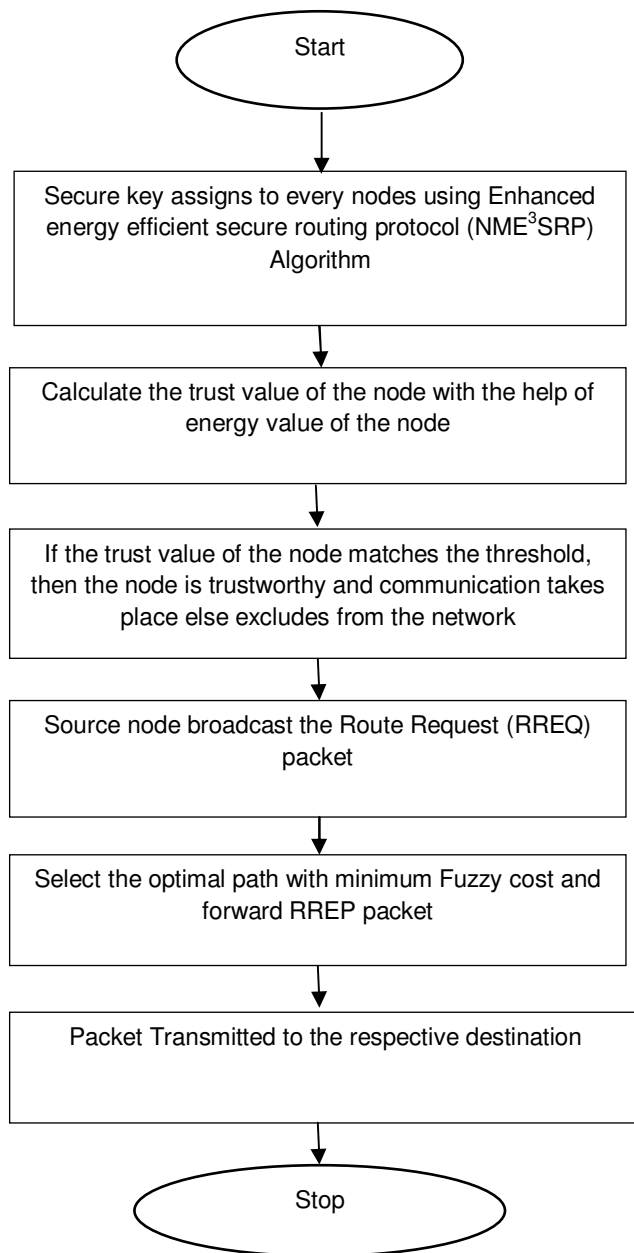 Start
Secure key assigns to every nodes using Enhanced
energy efficient secure routing protocol (NME³SRP)
Algorithm
Calculate the trust value of the node with the help of
energy value of the node
If the trust value of the node matches the threshold,
then the node is trustworthy and communication takes
place else excludes from the network
Source node broadcast the Route Request (RREQ)
packet
Select the optimal path with minimum Fuzzy cost and
forward RREP packet
Packet Transmitted to the respective destination
Stop